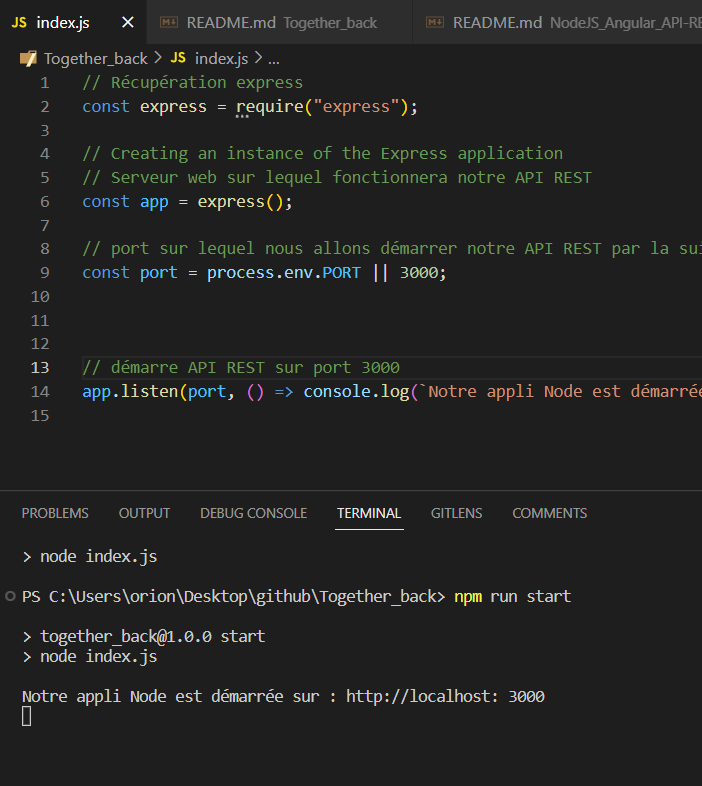 JS index.js × README.md Together_back README.md NodeJS_Angular_API-RE
Together_back > JS index.js > ...
1 // Récupération express
2 const express = require("express");
3
4 // Creating an instance of the Express application
5 // Serveur web sur lequel fonctionnera notre API REST
6 const app = express();
7
8 // port sur lequel nous allons démarrer notre API REST par la sui
9 const port = process.env.PORT || 3000;
10
11
12
13 // démarre API REST sur port 3000
14 app.listen(port, () => console.log(`Notre appli Node est démarrée
15
PROBLEMS OUTPUT DEBUG CONSOLE TERMINAL GITLENS COMMENTS
> node index.js
PS C:\Users\orion\Desktop\github\Together_back> npm run start
> together_back@1.0.0 start
> node index.js
Notre appli Node est démarrée sur : http://localhost: 3000